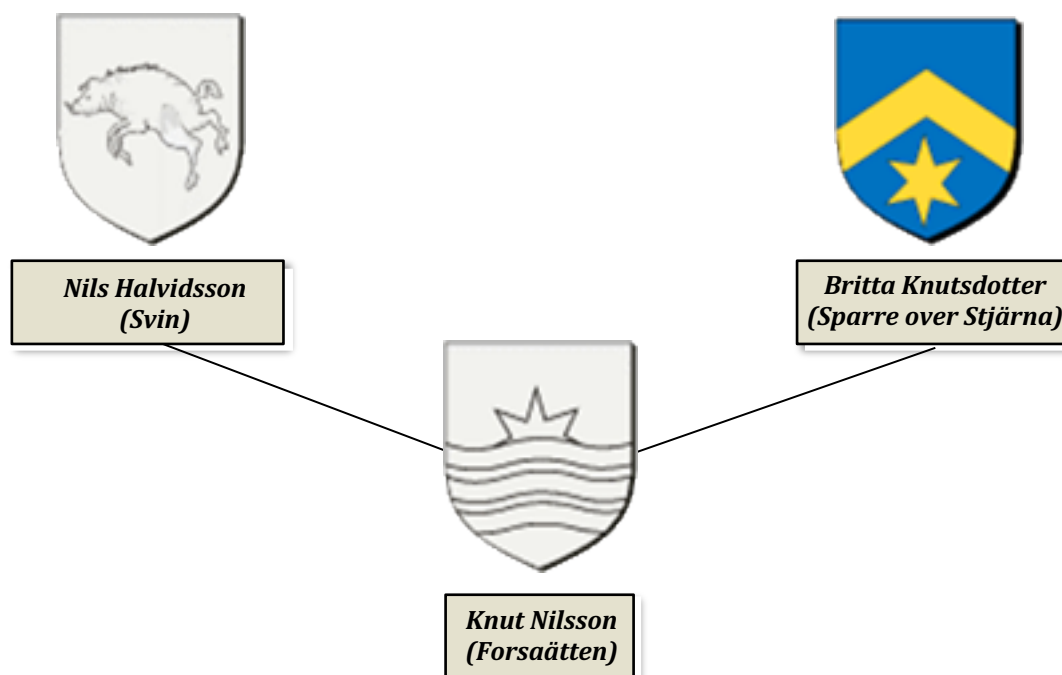 Nils Halvidsson
(Svin)
Britta Knutsdotter
(Sparre over Stjärna)
Knut Nilsson
(Forsaätten)